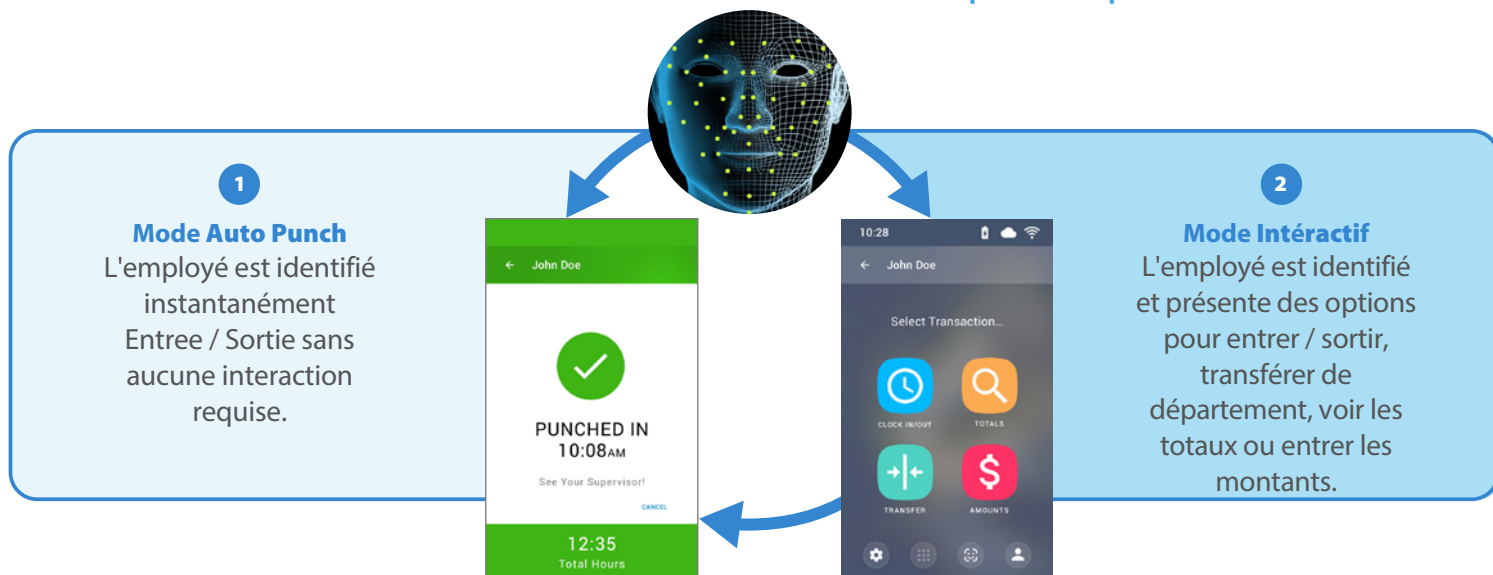 1
Mode Auto Punch
L'employé est identifié
instantanément
Entree / Sortie sans
aucune interaction
requise.
← John Doe
PUNCHED IN
10:08AM
See Your Supervisor!
CANCEL
12:35
Total Hours
10:28
← John Doe
Select Transaction...
CLOCK IN/OUT
TOTALS
$
TRANSFER
AMOUNTS
2
Mode Intéractif
L'employé est identifié
et présente des options
pour entrer / sortir,
transférer de
département, voir les
totaux ou entrer les
montants.